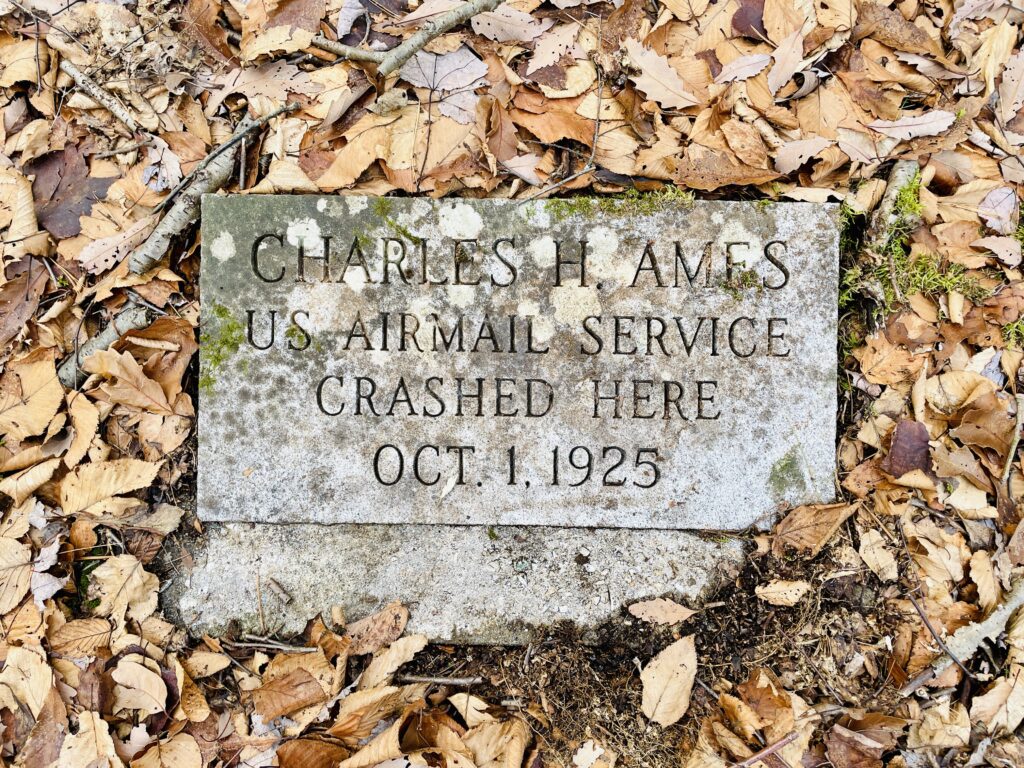 CHARLES H. AMES
US AIRMAIL SERVICE
CRASHED HERE
OCT. 1, 1925